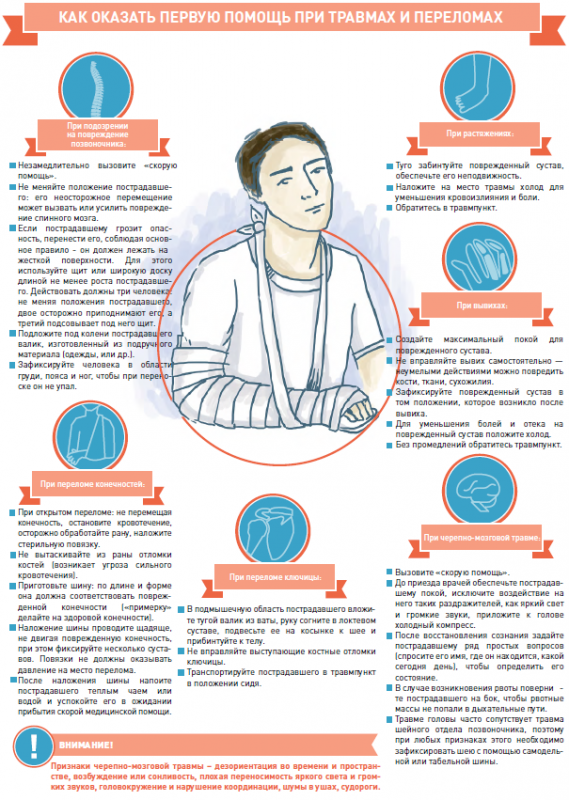 КАК ОКАЗАТЬ ПЕРВУЮ ПОМОЩЬ ПРИ ТРАВМАХ И ПЕРЕЛОМАХ
При подозрении
на повреждение
позвоночника:
Незамедлительно вызовите «скорую
помощь».
Не меняйте положение пострадавше-
го: его неосторожное перемещение
может вызвать или усилить поврежде-
ние спинного мозга.
Если пострадавшему грозит опас-
ность, перенести его, соблюдая основ-
ное правило – он должен лежать на
жесткой поверхности. Для этого
используйте щит или широкую доску
длиной не менее роста пострадавше-
го. Действовать должны три человека:
не меняя положения пострадавшего,
двое осторожно приподнимают его, а
третий подсовывает под него щит.
Подложите под колени пострадавшего
валик, изготовленный из подручного
материала (одежды, или др.).
Зафиксируйте человека в области
груди, пояса и ног, чтобы при перено-
ске он не упал.
При переломе конечностей:
При открытом переломе: не перемещая
конечность, остановите кровотечение,
осторожно обработайте рану, наложите
стерильную повязку.
Не вытаскивайте из раны отломки
костей (возникает угроза сильного
кровотечения).
Приготовьте шину: по длине и форме
она должна соответствовать повреж-
денной конечности («примерку»
делайте на здоровой конечности).
Наложение шины проводите щадяще,
не двигая поврежденную конечность,
при этом фиксируйте несколько суста-
вов. Повязки не должны оказывать
давление на место перелома.
После наложения шины напоите
пострадавшего теплым чаем или
водой и успокойте его в ожидании
прибытия скорой медицинской помощи.
При переломе ключицы:
В подмышечную область пострадавшего вложи-
те тугой валик из ваты, руку согните в локтевом
суставе, подвесьте ее на косынке к шее и
прибинтуйте к телу.
Не вправляйте выступающие костные отломки
ключицы.
Транспортируйте пострадавшего в травмпункт
в положении сидя.
При растяжениях:
Туго забинтуйте поврежденный сустав,
обеспечьте его неподвижность.
Наложите на место травмы холод для
уменьшения кровоизлияния и боли.
Обратитесь в травмпункт.
При вывихах:
Создайте максимальный покой для
поврежденного сустава.
Не вправляйте вывих самостоятельно —
неумелыми действиями можно повредить
кости, ткани, сухожилия.
Зафиксируйте поврежденный сустав в
том положении, которое возникло после
вывиха.
Для уменьшения болей и отека на
поврежденный сустав положите холод.
Без промедлений обратитесь травмпункт.
При черепно-мозговой травме:
Вызовите «скорую помощь».
До приезда врачей обеспечьте пострадав-
шему покой, исключите воздействие на
него таких раздражителей, как яркий свет
и громкие звуки, приложите к голове
холодный компресс.
После восстановления сознания задайте
пострадавшему ряд простых вопросов
(спросите его имя, где он находится, какой
сегодня день), чтобы определить его
состояние.
В случае возникновения рвоты поверни -
те пострадавшего на бок, чтобы рвотные
массы не попали в дыхательные пути.
Травме головы часто сопутствует травма
шейного отдела позвоночника, поэтому
при любых признаках этого необходимо
зафиксировать шею с помощью самодель-
ной или табельной шины.
! ВНИМАНИЕ!
Признаки черепно-мозговой травмы – дезориентация во времени и простран-
стве, возбуждение или сонливость, плохая переносимость яркого света и гром-
ких звуков, головокружение и нарушение координации, шумы в ушах, судороги.